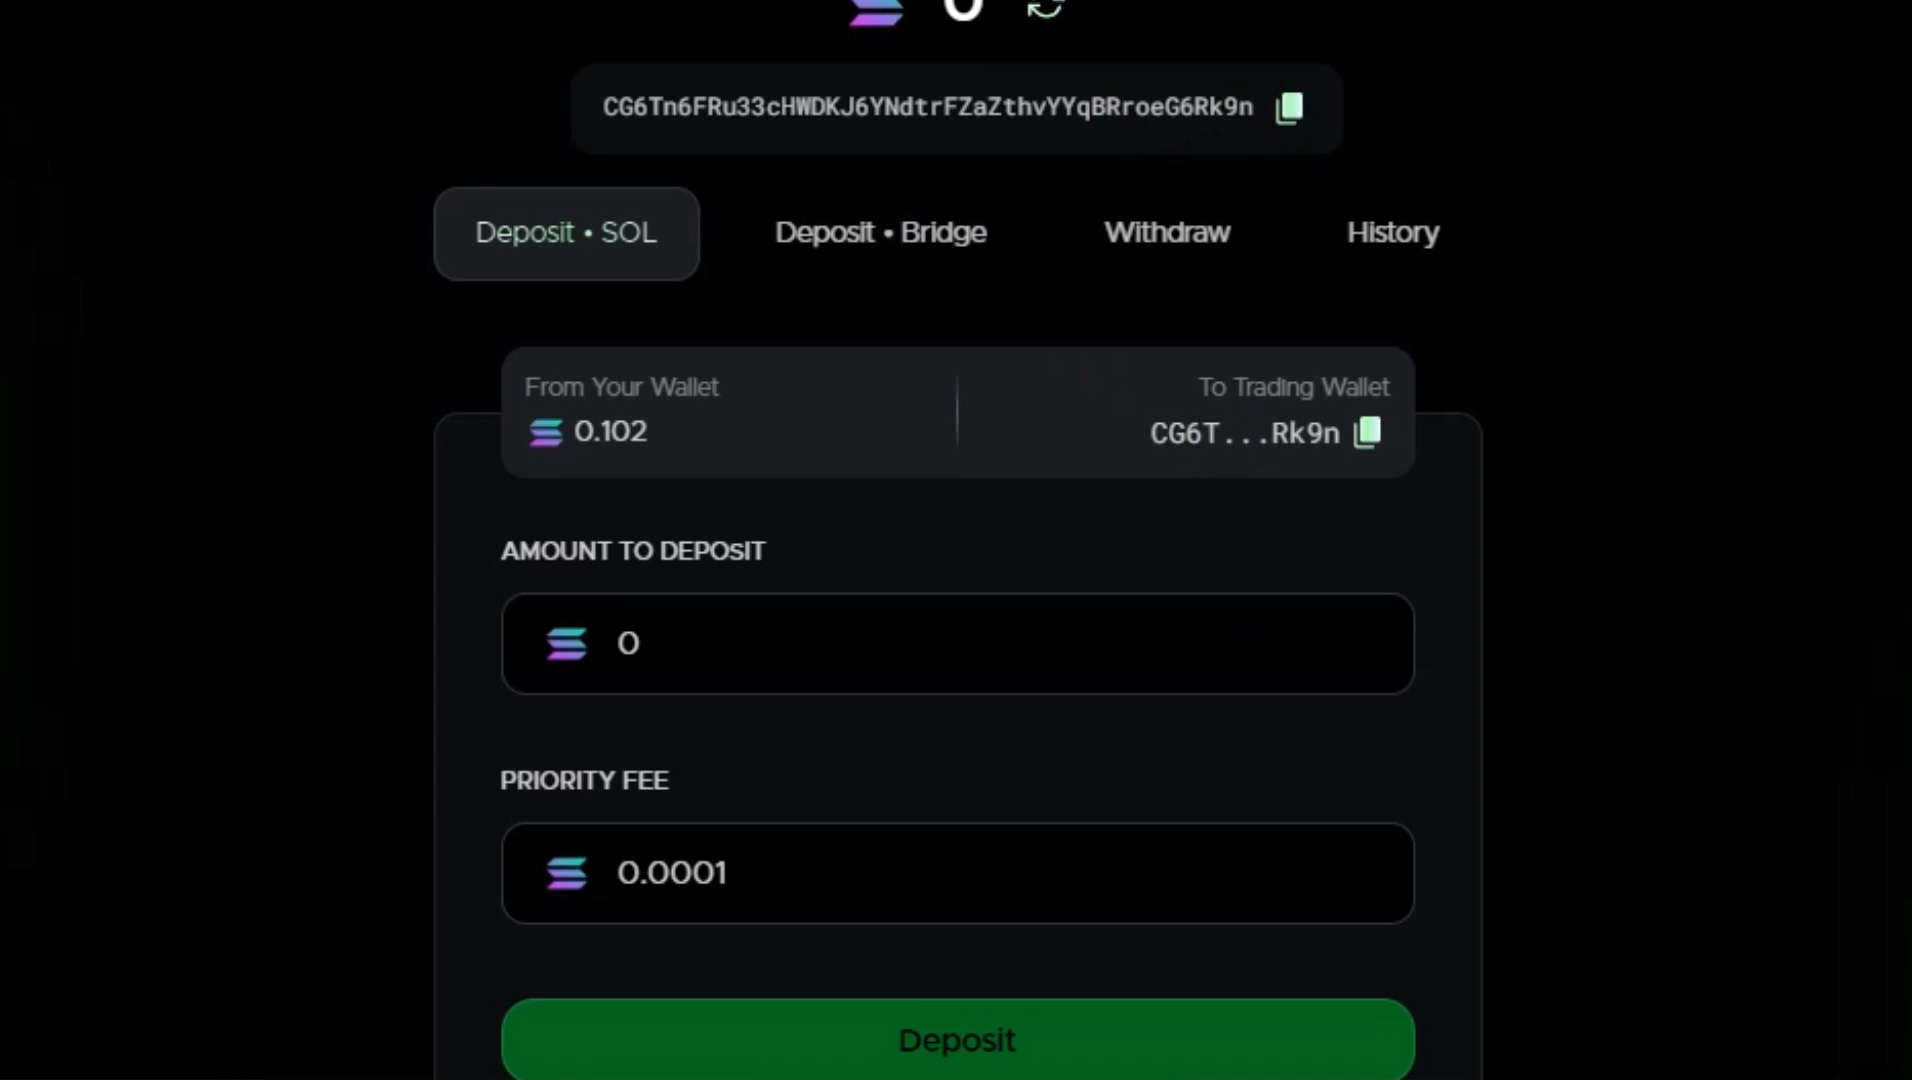 0
CG6Tn6FRu33cHWDKJ6YNdtrFZaZthvYYqBRroeG6Rk9n
Deposit • SOL
Deposit • Bridge
Withdraw
History
From Your Wallet
0.102
To Trading Wallet
CG6T...Rk9n
AMOUNT TO DEPOSIT
0
PRIORITY FEE
0.0001
Deposit